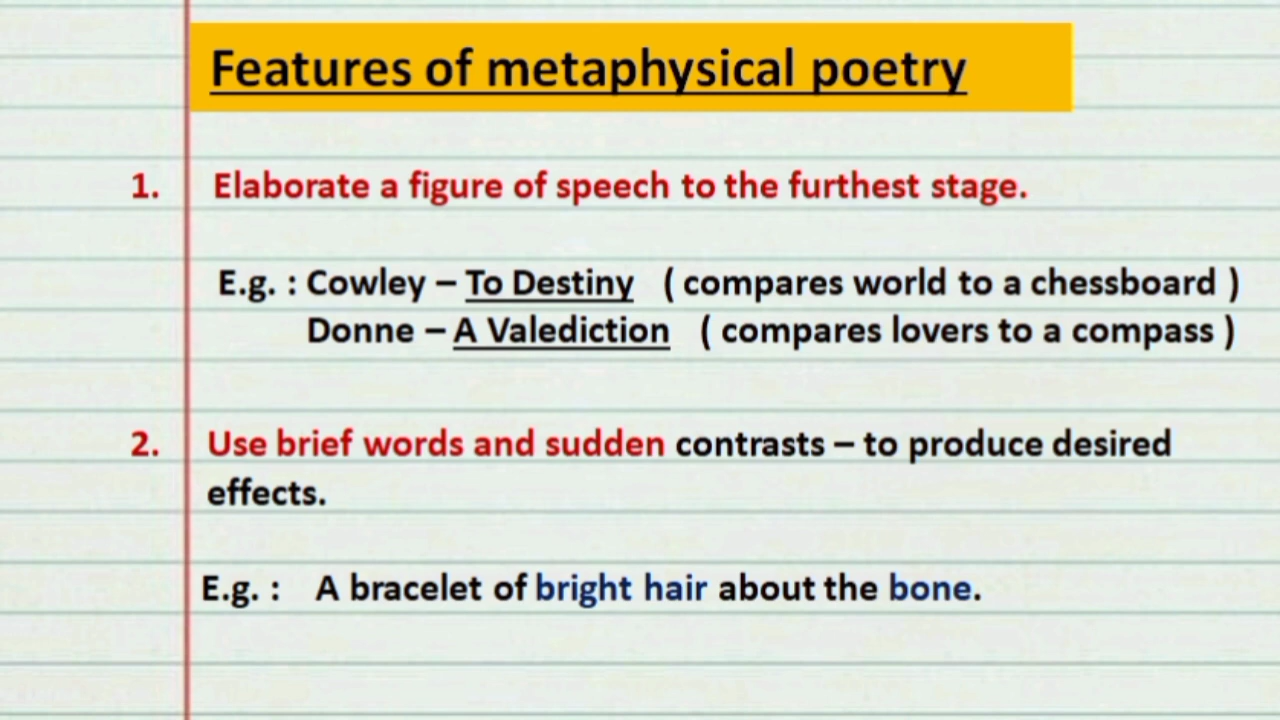 Features of metaphysical poetry
1. Elaborate a figure of speech to the furthest stage.
E.g. : Cowley – To Destiny ( compares world to a chessboard )
Donne – A Valediction ( compares lovers to a compass )
2. Use brief words and sudden contrasts – to produce desired
effects.
E.g. : A bracelet of bright hair about the bone.